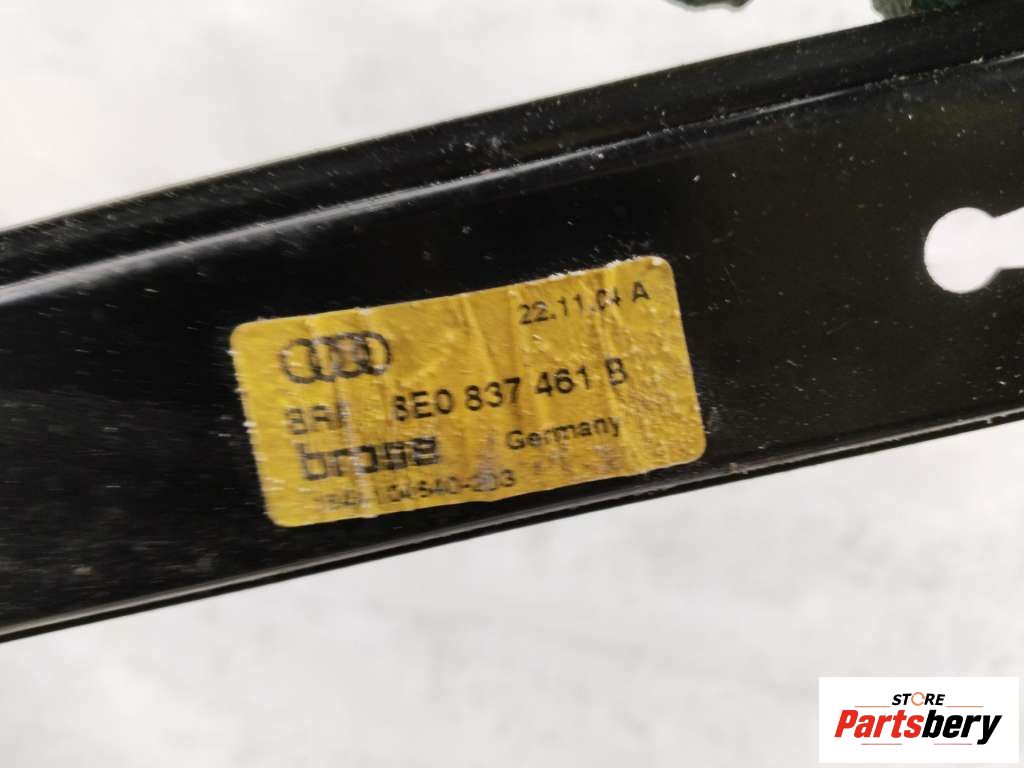 22.11.04 A
8E0 837 461 B
brose Germany
STORE
Partsbery